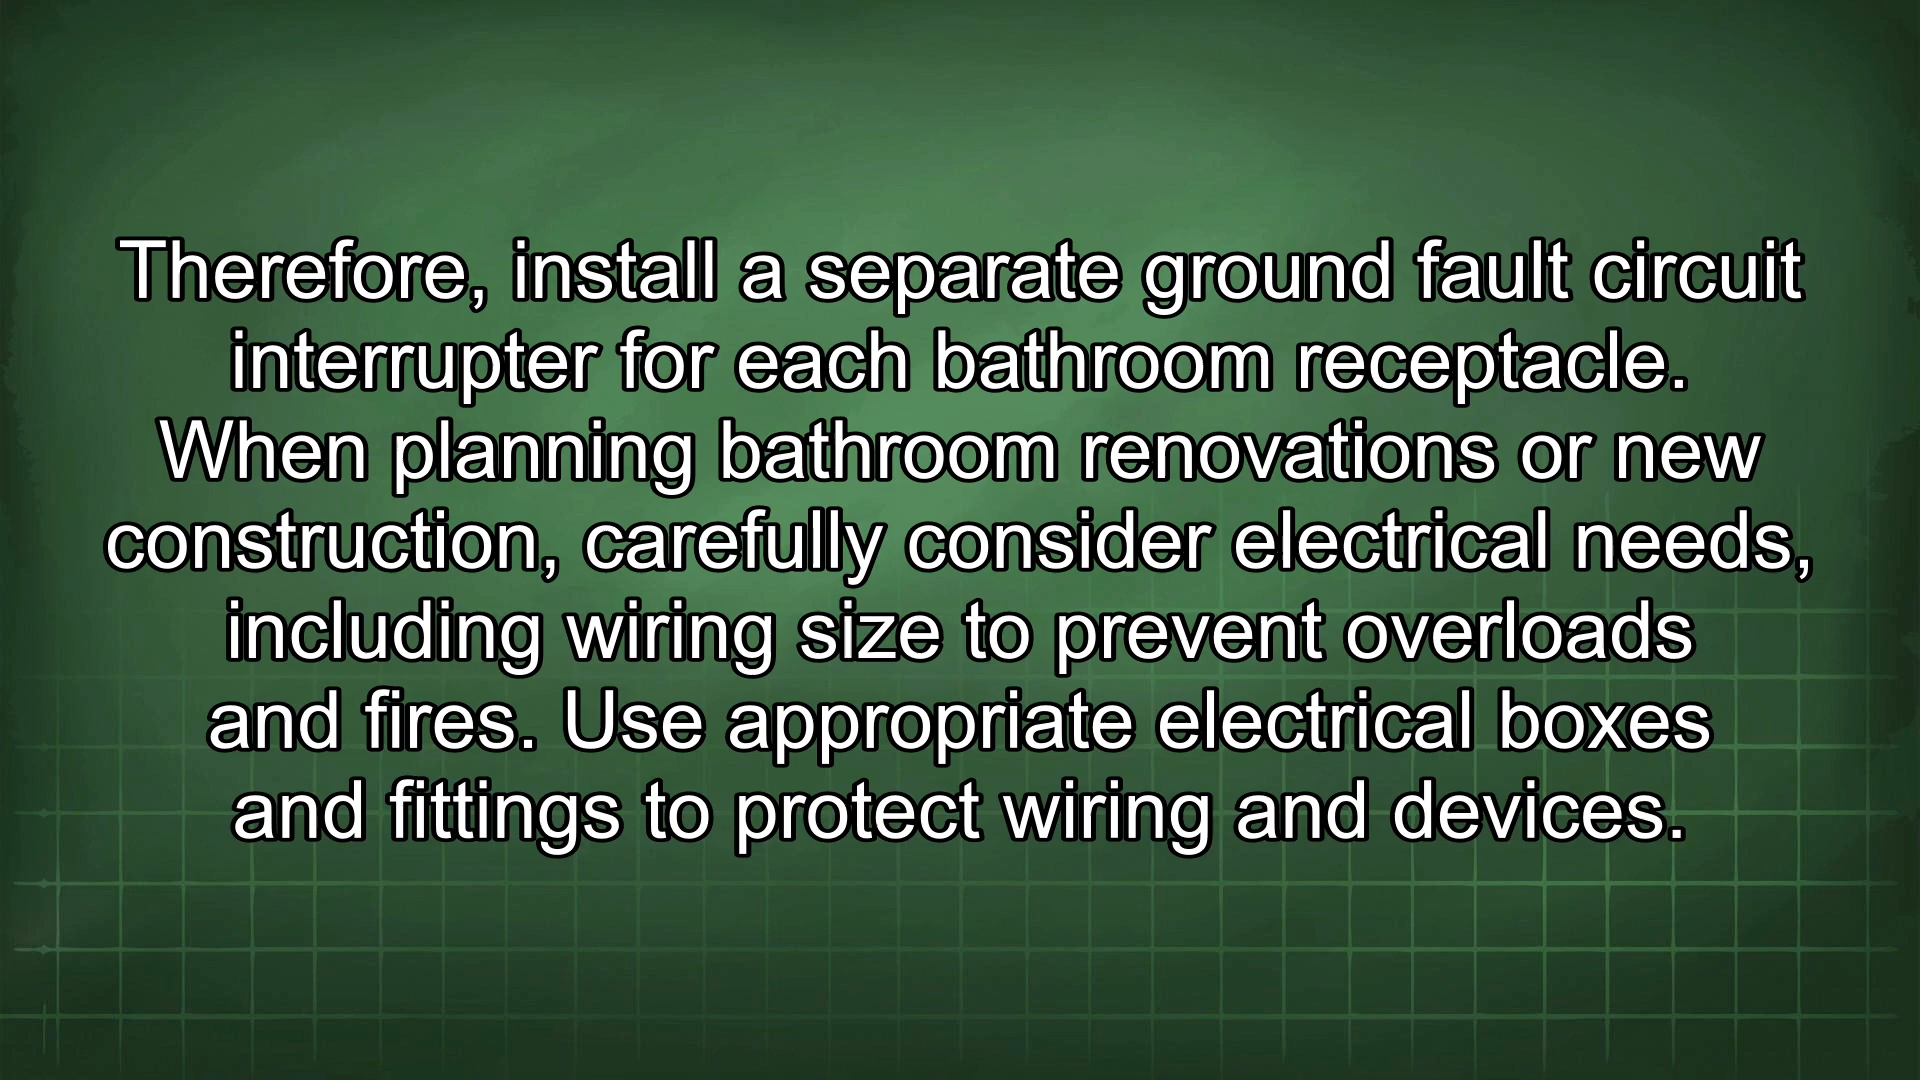 Therefore, install a separate ground fault circuit
interrupter for each bathroom receptacle.
When planning bathroom renovations or new
construction, carefully consider electrical needs,
including wiring size to prevent overloads
and fires. Use appropriate electrical boxes
and fittings to protect wiring and devices.